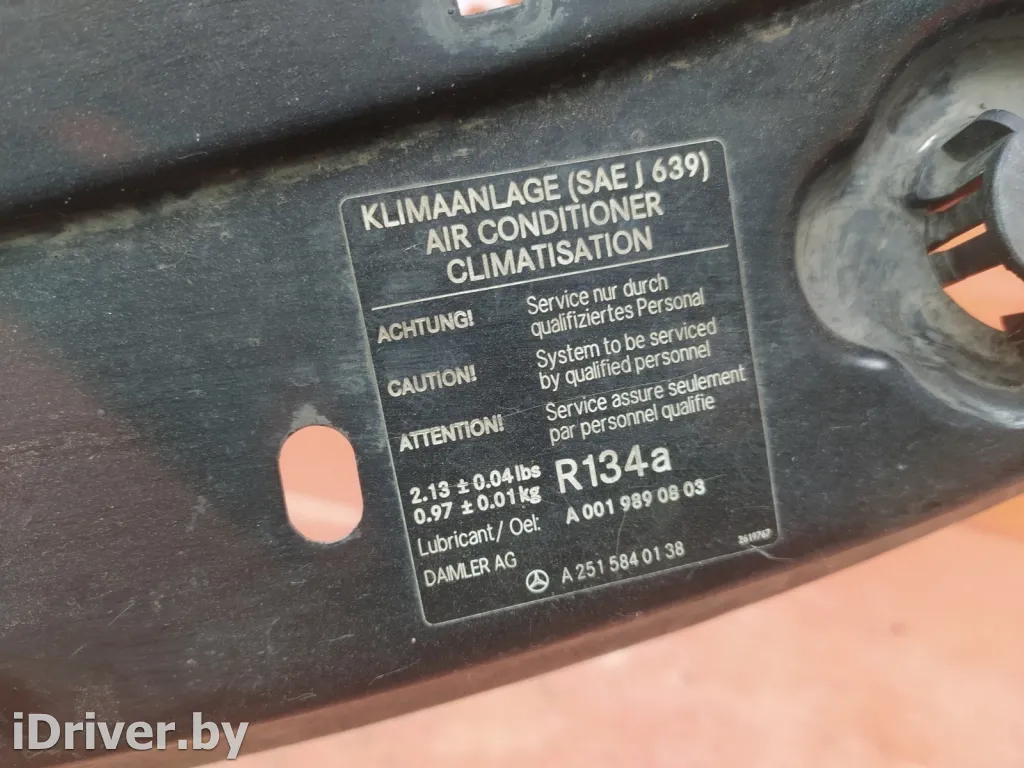 KLIMAANLAGE (SAE J 639)
AIR CONDITIONER
CLIMATISATION
ACHTUNG! Service nur durch
qualifiziertes Personal
CAUTION! System to be serviced
by qualified personnel
ATTENTION! Service assure seulement
par personnel qualifie
2.13 ± 0.04 lbs
0.97 ± 0.01 kg
R134a
Lubricant/ Oel: A 001 989 08 03
DAIMLER AG A 251 584 01 38
2619767
iDriver.by